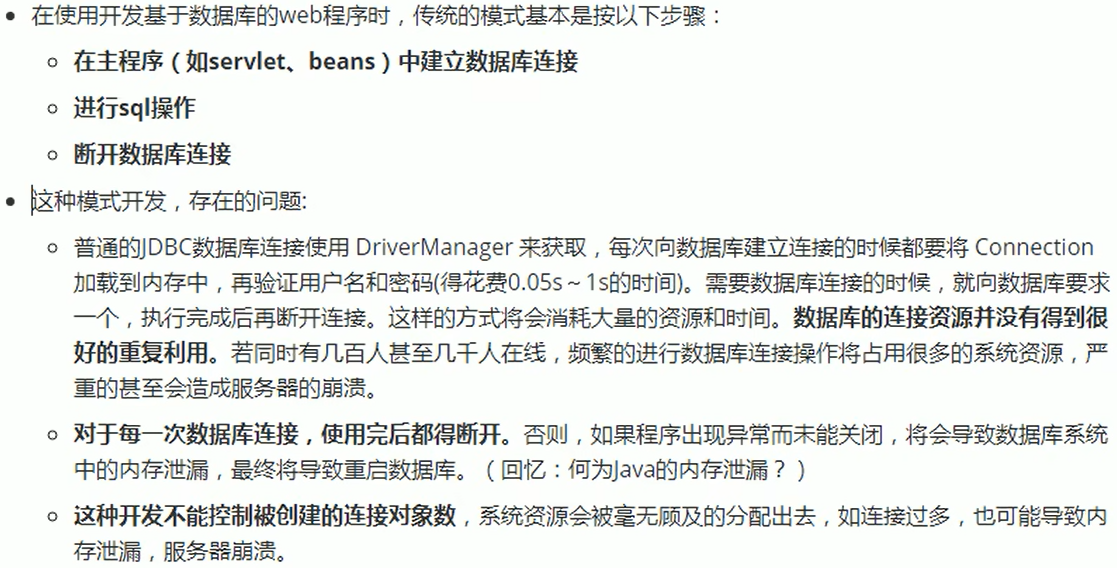 在使用开发基于数据库的web程序时，传统的模式基本是按以下步骤：
在主程序（如servlet、beans）中建立数据库连接
进行sql操作
断开数据库连接
这种模式开发，存在的问题:
普通的JDBC数据库连接使用 DriverManager 来获取，每次向数据库建立连接的时候都要将 Connection
加载到内存中，再验证用户名和密码(得花费0.05s～1s的时间)。需要数据库连接的时候，就向数据库要求
一个，执行完成后再断开连接。这样的方式将会消耗大量的资源和时间。数据库的连接资源并没有得到很
好的重复利用。若同时有几百人甚至几千人在线，频繁的进行数据库连接操作将占用很多的系统资源，严
重的甚至会造成服务器的崩溃。
对于每一次数据库连接，使用完后都得断开。否则，如果程序出现异常而未能关闭，将会导致数据库系统
中的内存泄漏，最终将导致重启数据库。（回忆：何为Java的内存泄漏？）
这种开发不能控制被创建的连接对象数，系统资源会被毫无顾及的分配出去，如连接过多，也可能导致内
存泄漏，服务器崩溃。